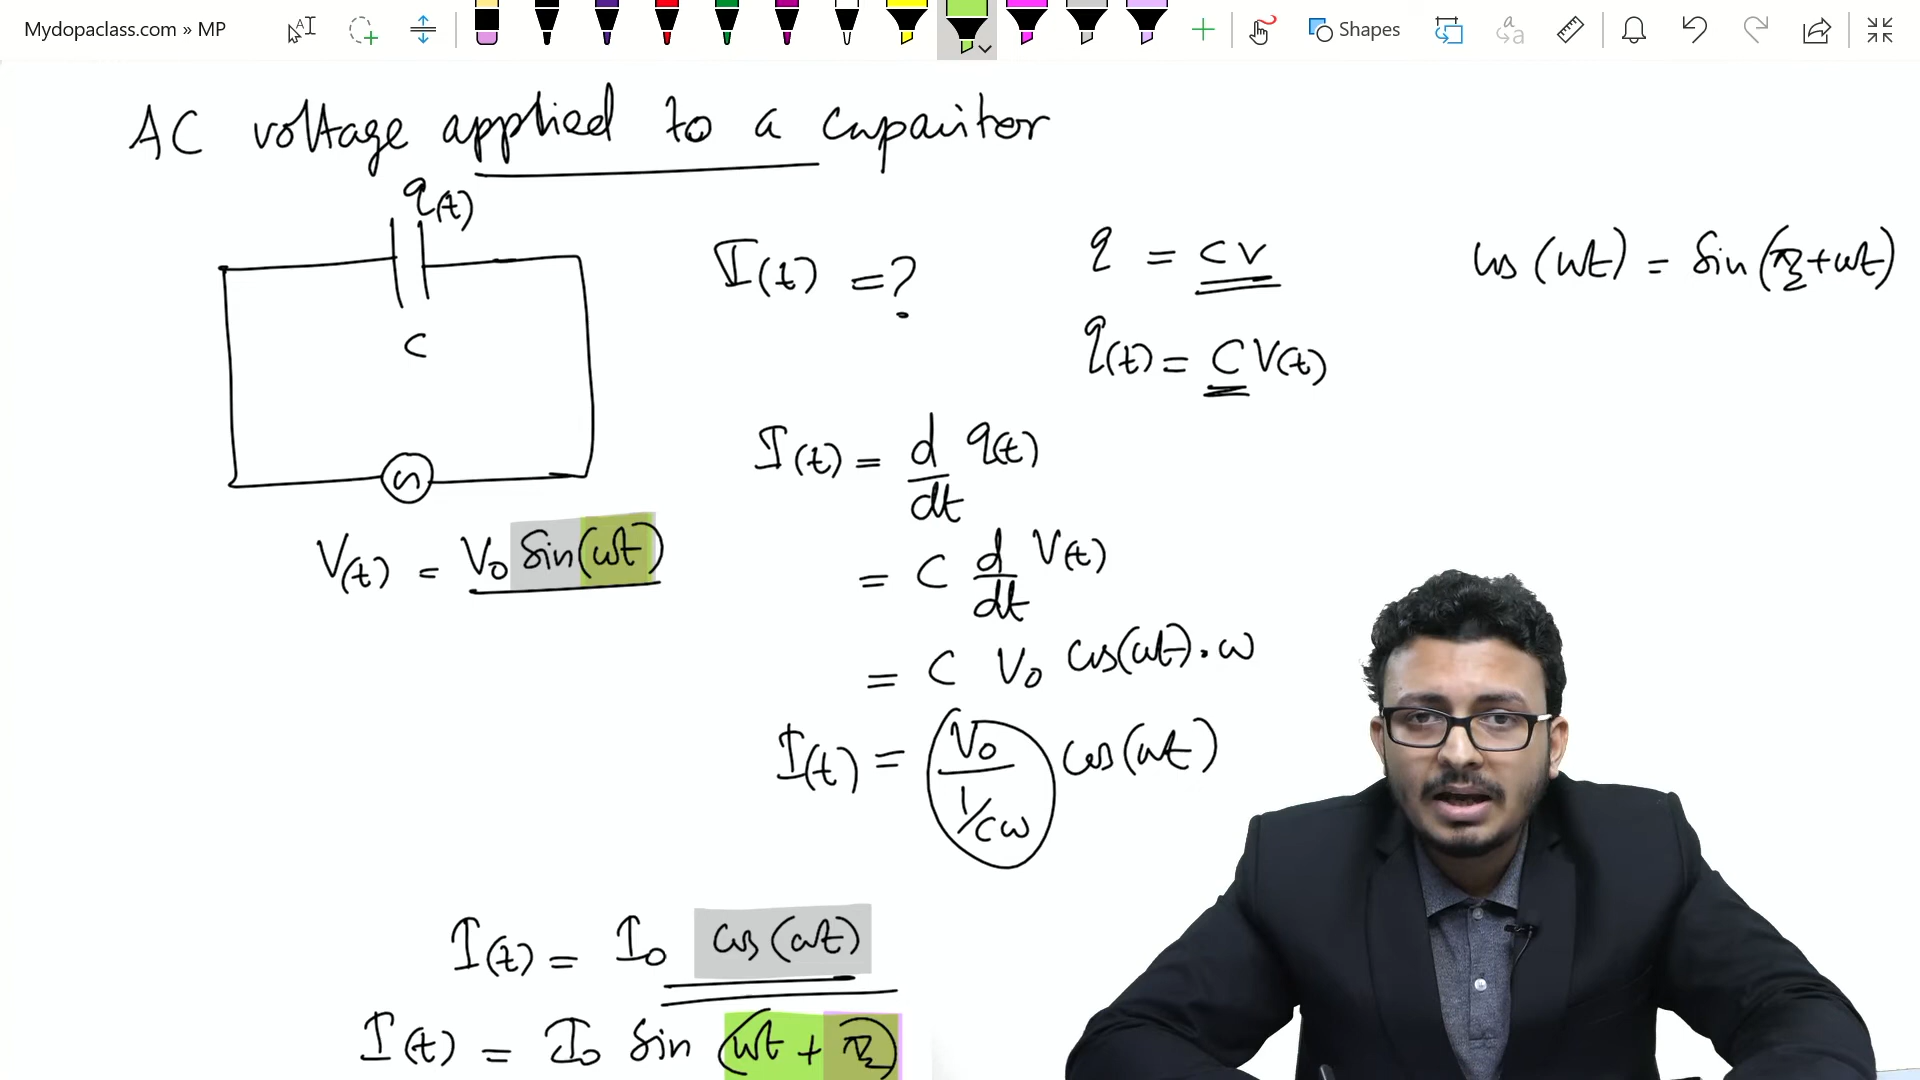 Mydopaclass.com » MP
Shapes
AC voltage applied to a capacitor
q(t)
C
V(t) = V₀ Sin(ωt)
I(t) = ?
q = CV
q(t) = C V(t)
cos (ωt) = Sin (π/2 + ωt)
I(t) = d/dt q(t)
= C d/dt V(t)
= C V₀ cos(ωt) . ω
I(t) = V₀/(1/Cω) cos(ωt)
I(t) = I₀ cos (ωt)
I(t) = I₀ sin (ωt + π/2)